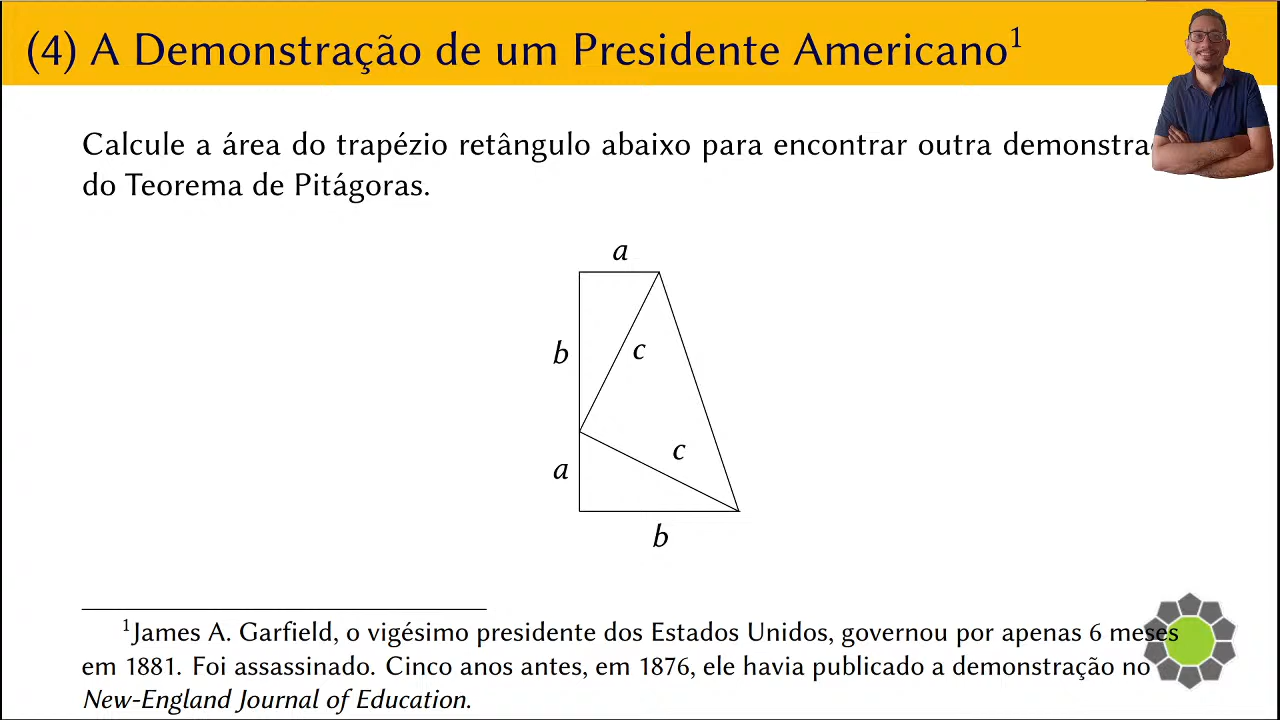 (4) A Demonstração de um Presidente Americano¹
Calcule a área do trapézio retângulo abaixo para encontrar outra
do Teorema de Pitágoras.
a
b
c
c
a
b
¹James A. Garfield, o vigésimo presidente dos Estados Unidos, governou por apenas 6 meses
em 1881. Foi assassinado. Cinco anos antes, em 1876, ele havia publicado a demonstração no
New-England Journal of Education.